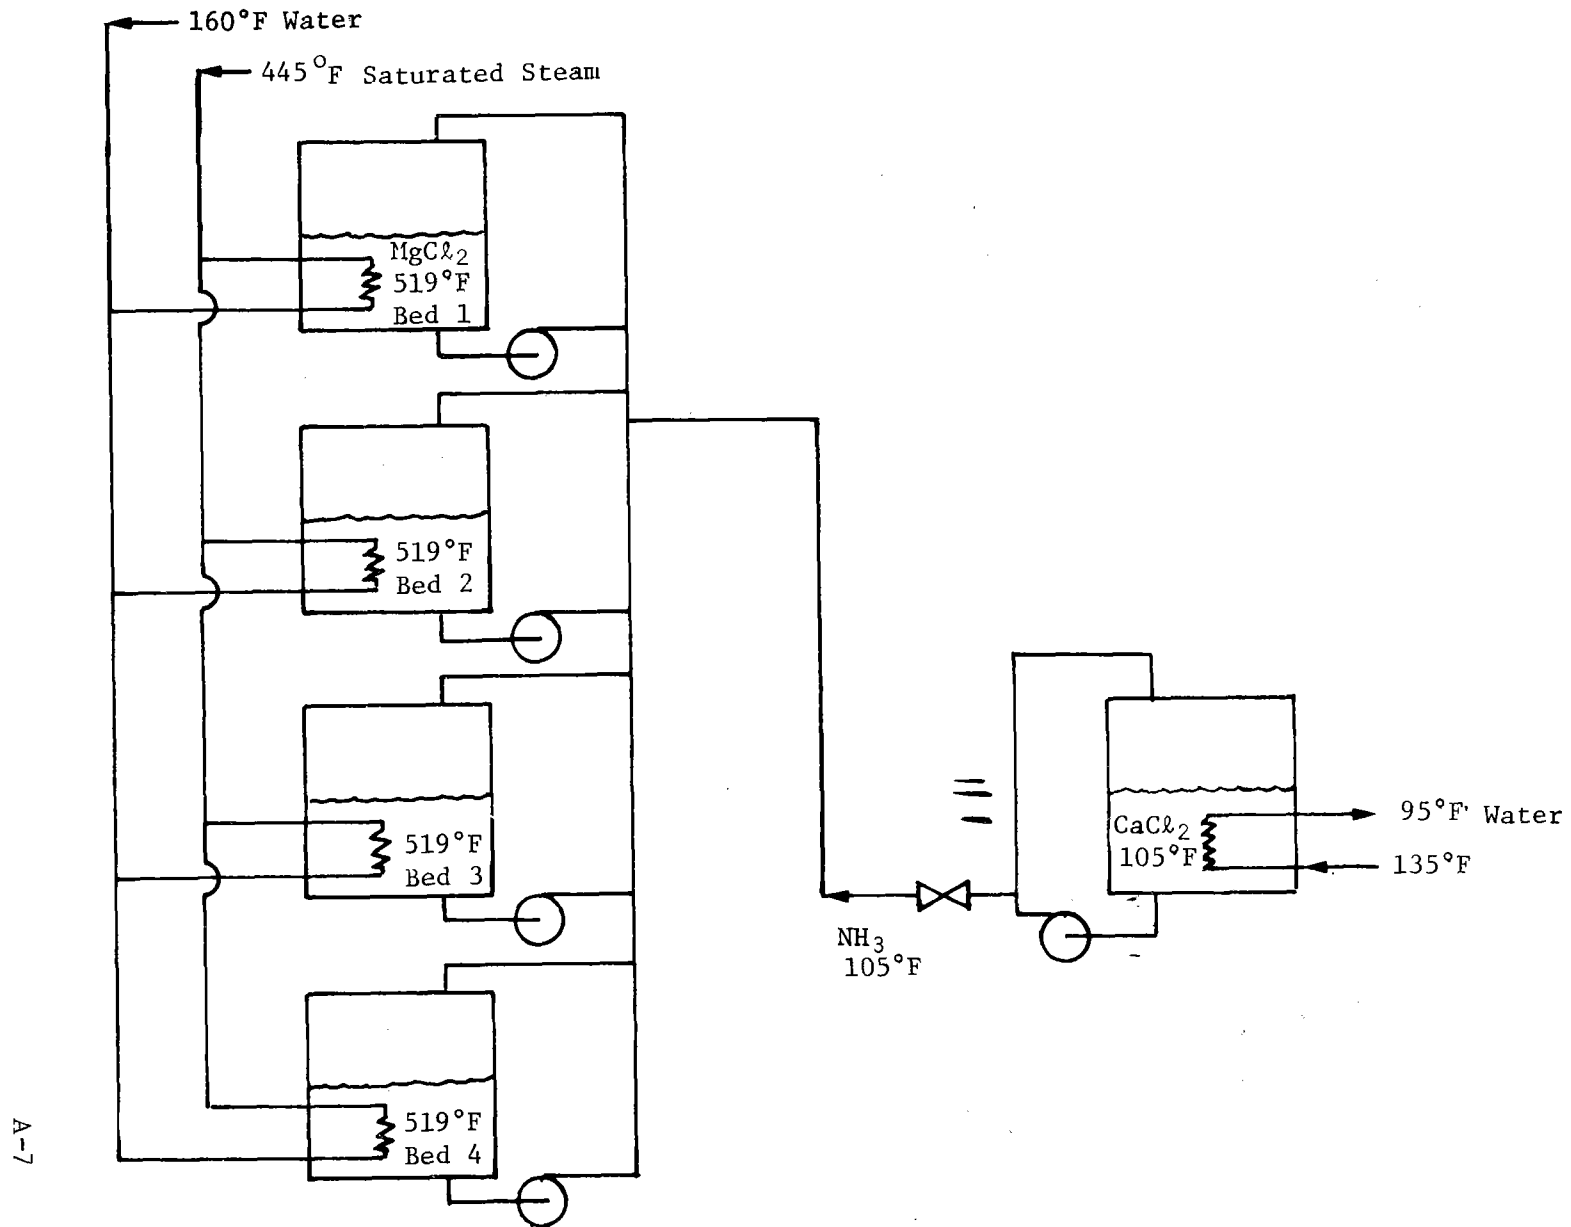 160°F Water
445°F Saturated Steam
MgCℓ2
519°F
Bed 1
519°F
Bed 2
519°F
Bed 3
519°F
Bed 4
NH3
105°F
CaCℓ2
105°F
95°F Water
135°F
A-7